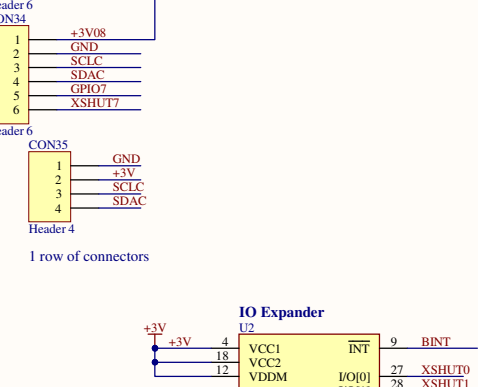 ader 6
ON34
1 +3V08
2 GND
3 SCLC
4 SDAC
5 GPIO7
6 XSHUT7
eader 6
CON35
1 GND
2 +3V
3 SCLC
4 SDAC
Header 4
1 row of connectors
IO Expander
+3V U2
+3V 4 VCC1 INT 9 BINT
18 VCC2
12 VDDM I/O[0] 27 XSHUT0
28 XSHUT1